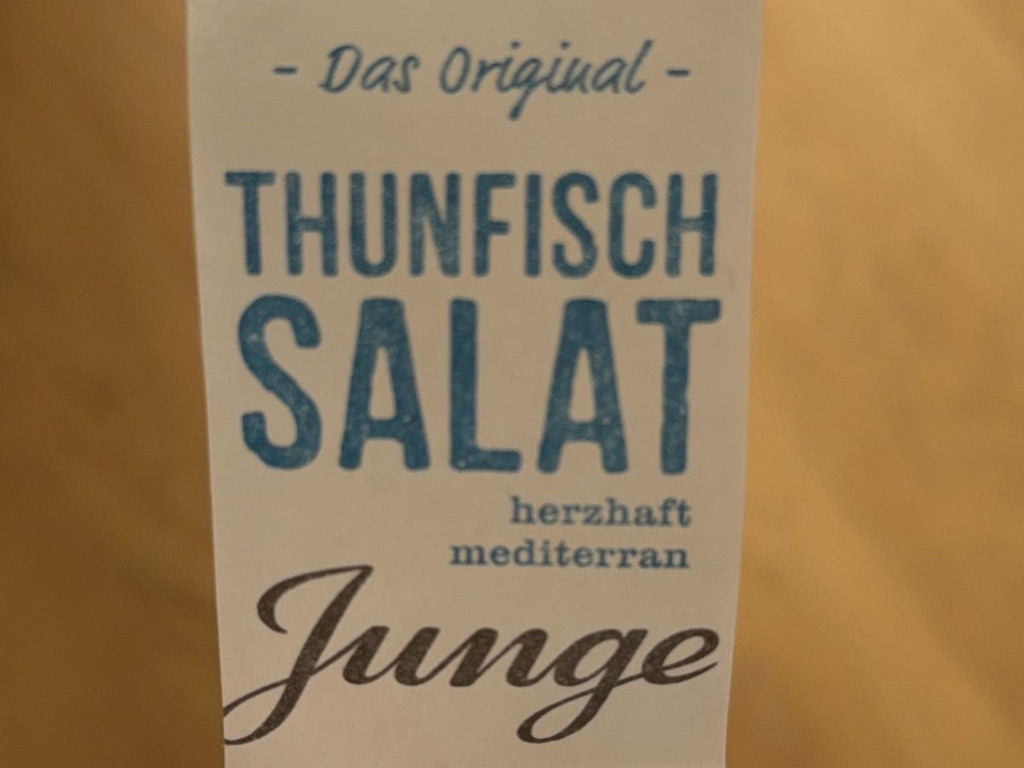 - Das Original -
THUNFISCH
SALAT
herzhaft
mediterran
Junge